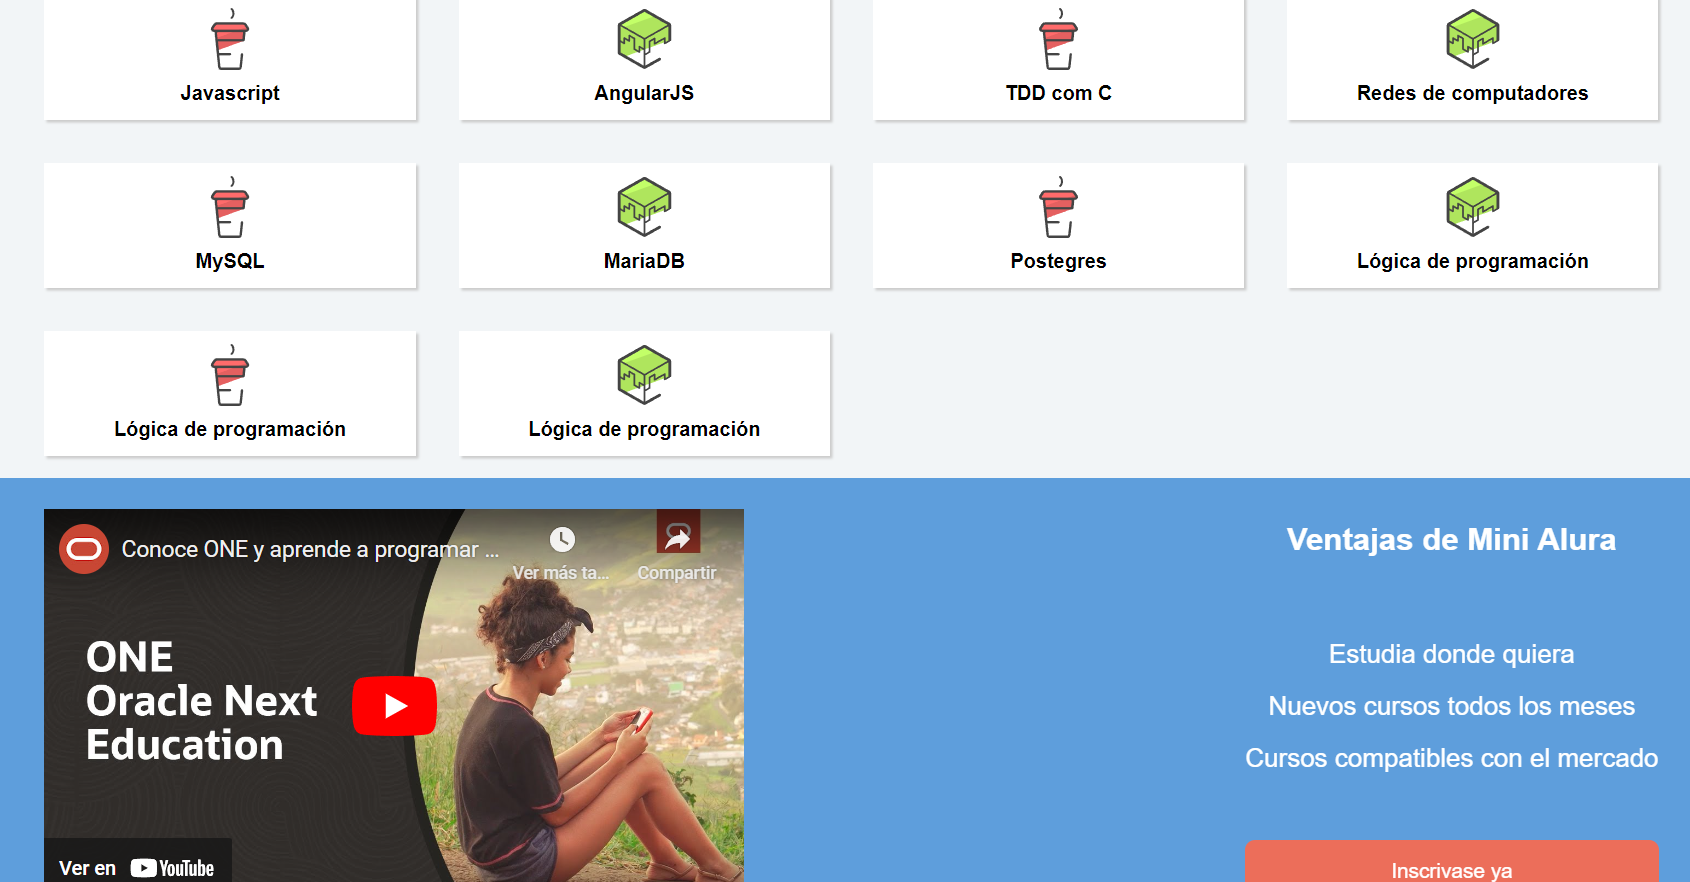 Javascript
AngularJS
TDD com C
Redes de computadores
MySQL
MariaDB
Postegres
Lógica de programación
Lógica de programación
Lógica de programación
Conoce ONE y aprende a programar ...
Ver más ta...
Compartir
ONE
Oracle Next
Education
Ver en YouTube
Ventajas de Mini Alura
Estudia donde quiera
Nuevos cursos todos los meses
Cursos compatibles con el mercado
Inscrivase ya